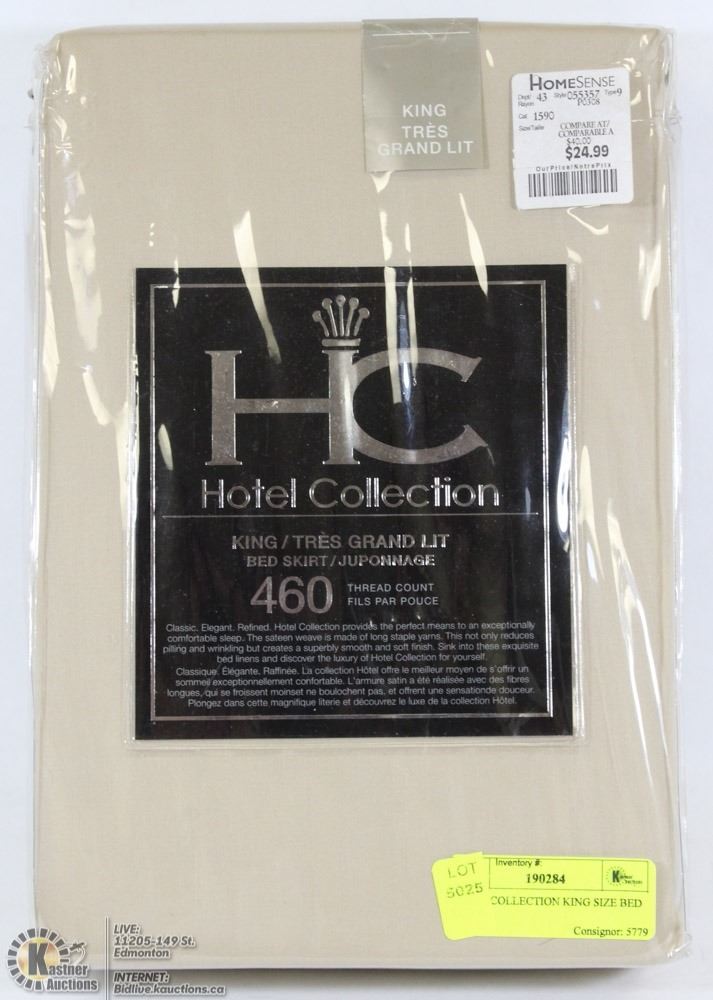 KING
TRÈS
GRAND LIT
HOMESENSE
Dept/ 43 Style 055357 Type 9
Rayon P0308
Cat. 1590
Size/Taille COMPARE AT/
COMPARABLE A
$40.00
$24.99
Our Price/Notre Prix
HC
Hotel Collection
KING / TRÈS GRAND LIT
BED SKIRT / JUPONNAGE
460 THREAD COUNT
FILS PAR POUCE
Classic. Elegant. Refined. Hotel Collection provides the perfect means to an exceptionally
comfortable sleep. The sateen weave is made of long staple yarns. This not only reduces
pilling and wrinkling but creates a superbly smooth and soft finish. Sink into these exquisite
bed linens and discover the luxury of Hotel Collection for yourself.
Classique. Élégante. Raffinée. La collection Hôtel offre le meilleur moyen de s'offrir un
sommeil exceptionnellement confortable. L'armure satin a été réalisée avec des fibres
longues, qui se froissent moinset ne boulochent pas, et offrent une sensationde douceur.
Plongez dans cette magnifique literie et découvrez le luxe de la collection Hôtel.
LOT
5025
Inventory #:
190284
Kastner Auctions
COLLECTION KING SIZE BED
Consignor: 5779
Kastner
Auctions
LIVE:
11205-149 St.
Edmonton
INTERNET:
Bidlive.kauctions.ca